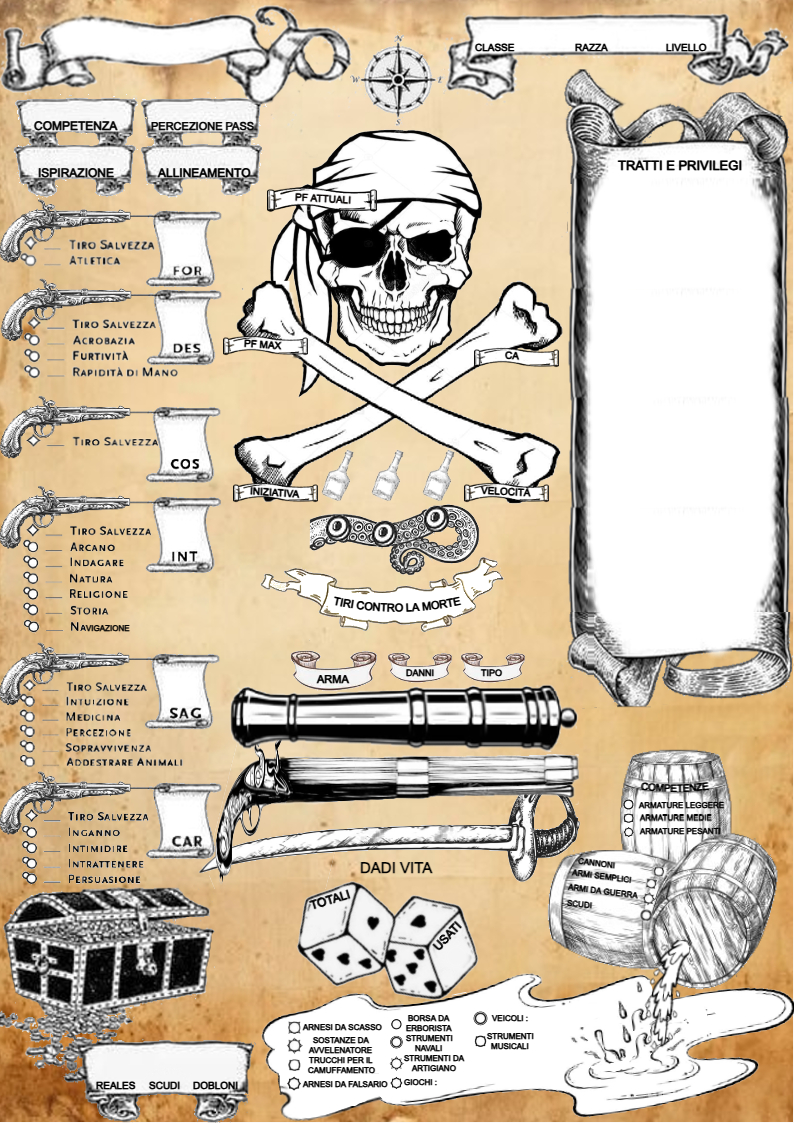 CLASSE RAZZA LIVELLO
N
W E
S
COMPETENZA PERCEZIONE PASS
ISPIRAZIONE ALLINEAMENTO
TRATTI E PRIVILEGI
PF ATTUALI
TIRO SALVEZZA
ATLETICA
FOR
TIRO SALVEZZA
ACROBAZIA
FURTIVITÀ
RAPIDITÀ DI MANO
DES
PF MAX
CA
TIRO SALVEZZA
COS
INIZIATIVA
VELOCITÀ
TIRO SALVEZZA
ARCANO
INDAGARE
NATURA
RELIGIONE
STORIA
NAVIGAZIONE
INT
TIRI CONTRO LA MORTE
ARMA DANNI TIPO
TIRO SALVEZZA
INTUIZIONE
MEDICINA
PERCEZIONE
SOPRAVVIVENZA
ADDESTRARE ANIMALI
SAG
TIRO SALVEZZA
INGANNO
INTIMIDIRE
INTRATTENERE
PERSUASIONE
CAR
COMPETENZE
ARMATURE LEGGERE
ARMATURE MEDIE
ARMATURE PESANTI
CANNONI
ARMI SEMPLICI
ARMI DA GUERRA
SCUDI
DADI VITA
TOTALI
USATI
ARNESI DA SCASSO
SOSTANZE DA
AVVELENATORE
TRUCCHI PER IL
CAMUFFAMENTO
ARNESI DA FALSARIO
BORSA DA
ERBORISTA
STRUMENTI
NAVALI
STRUMENTI DA
ARTIGIANO
GIOCHI :
VEICOLI :
STRUMENTI
MUSICALI
REALES SCUDI DOBLONI